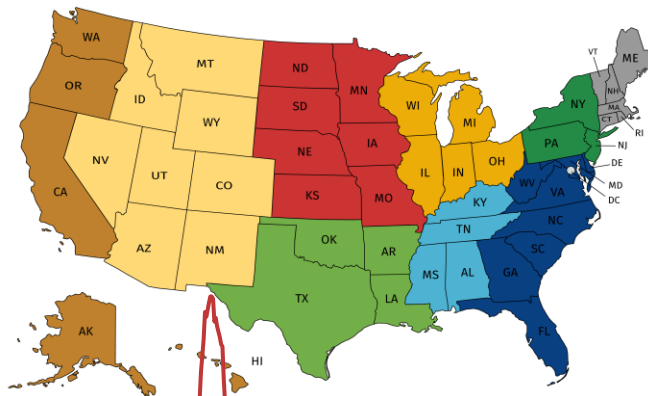 WA
MT
ND
MN
VT
ME
OR
ID
SD
WI
MI
NH
NY
MA
CT
RI
WY
IA
PA
NJ
NV
NE
IL
IN
OH
DE
UT
CO
WV
VA
MD
DC
CA
KS
MO
KY
NC
TN
AZ
NM
OK
AR
SC
MS
AL
GA
TX
LA
FL
AK
HI